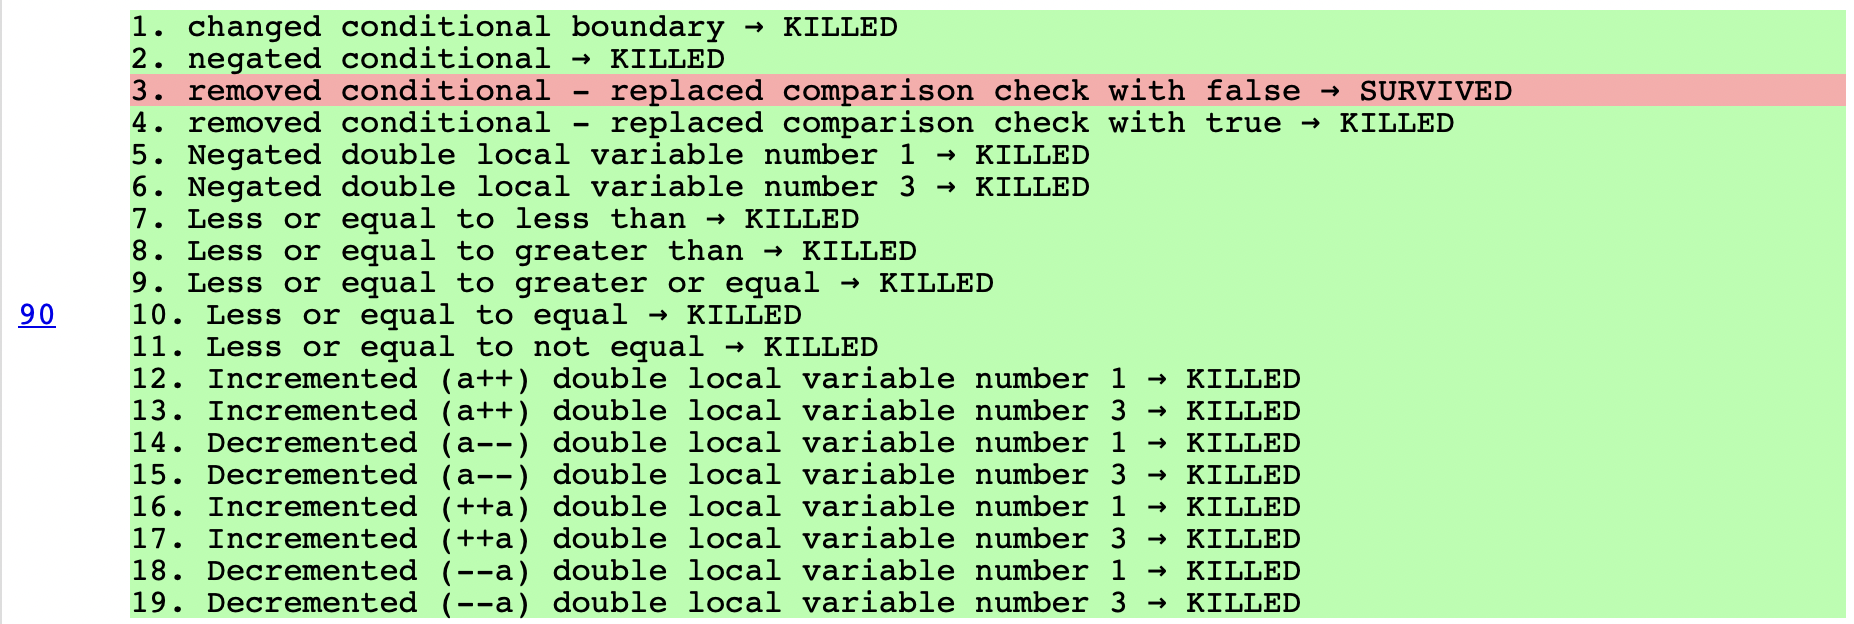 1. changed conditional boundary → KILLED
2. negated conditional → KILLED
3. removed conditional - replaced comparison check with false → SURVIVED
4. removed conditional - replaced comparison check with true → KILLED
5. Negated double local variable number 1 → KILLED
6. Negated double local variable number 3 → KILLED
7. Less or equal to less than → KILLED
8. Less or equal to greater than → KILLED
9. Less or equal to greater or equal → KILLED
90 10. Less or equal to equal → KILLED
11. Less or equal to not equal → KILLED
12. Incremented (a++) double local variable number 1 → KILLED
13. Incremented (a++) double local variable number 3 → KILLED
14. Decremented (a--) double local variable number 1 → KILLED
15. Decremented (a--) double local variable number 3 → KILLED
16. Incremented (++a) double local variable number 1 → KILLED
17. Incremented (++a) double local variable number 3 → KILLED
18. Decremented (--a) double local variable number 1 → KILLED
19. Decremented (--a) double local variable number 3 → KILLED